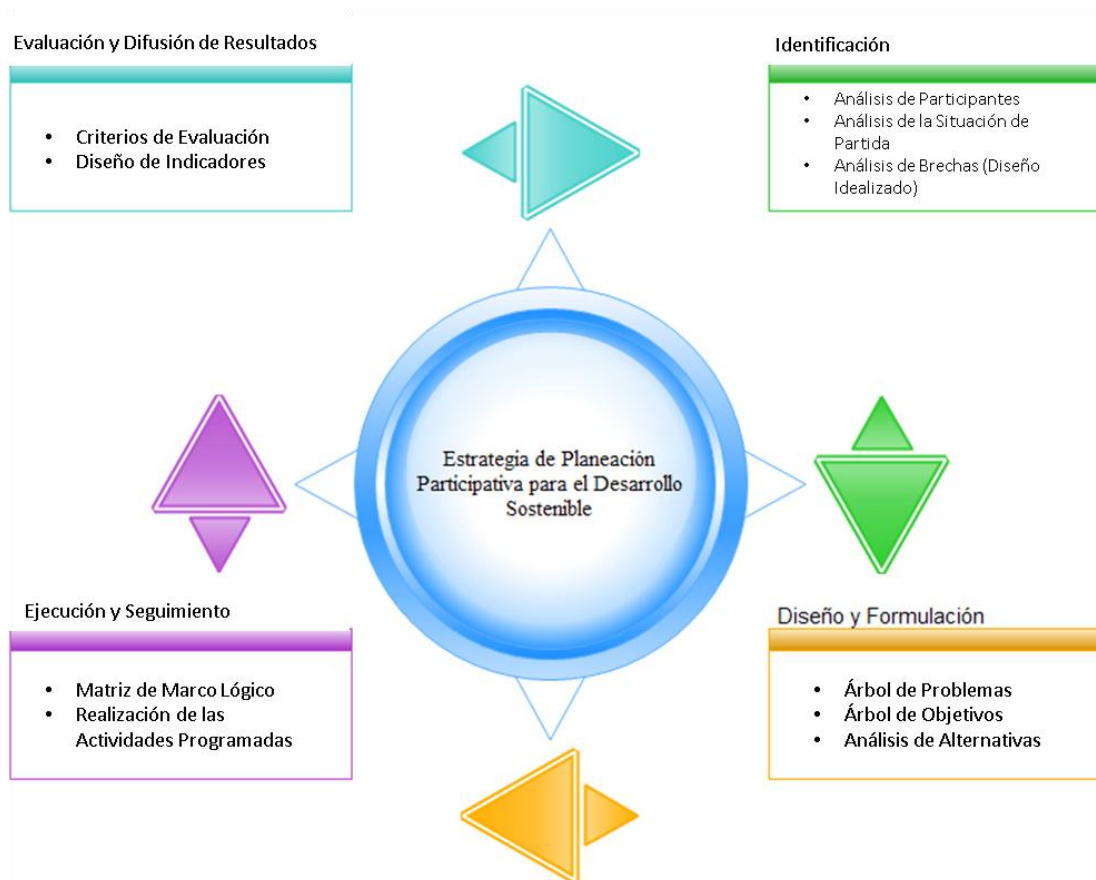 Evaluación y Difusión de Resultados
• Criterios de Evaluación
• Diseño de Indicadores
Identificación
• Análisis de Participantes
• Análisis de la Situación de
Partida
• Análisis de Brechas (Diseño
Idealizado)
Estrategia de Planeación
Participativa para el Desarrollo
Sostenible
Ejecución y Seguimiento
• Matriz de Marco Lógico
• Realización de las
Actividades Programadas
Diseño y Formulación
• Árbol de Problemas
• Árbol de Objetivos
• Análisis de Alternativas